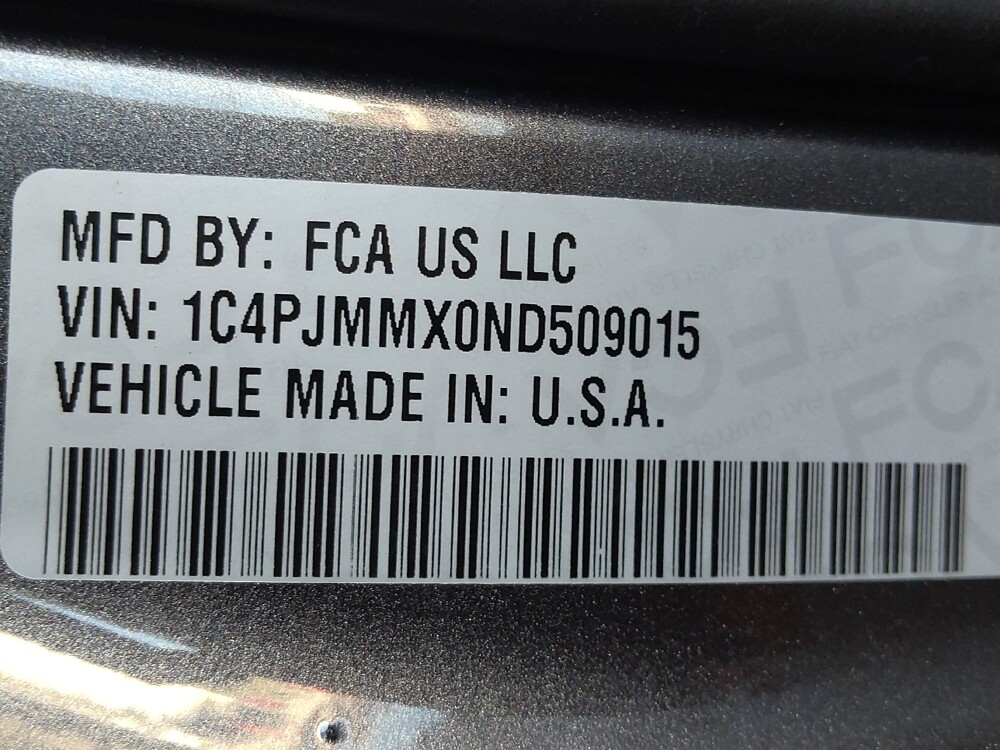 MFD BY: FCA US LLC
VIN: 1C4PJMMX0ND509015
VEHICLE MADE IN: U.S.A.